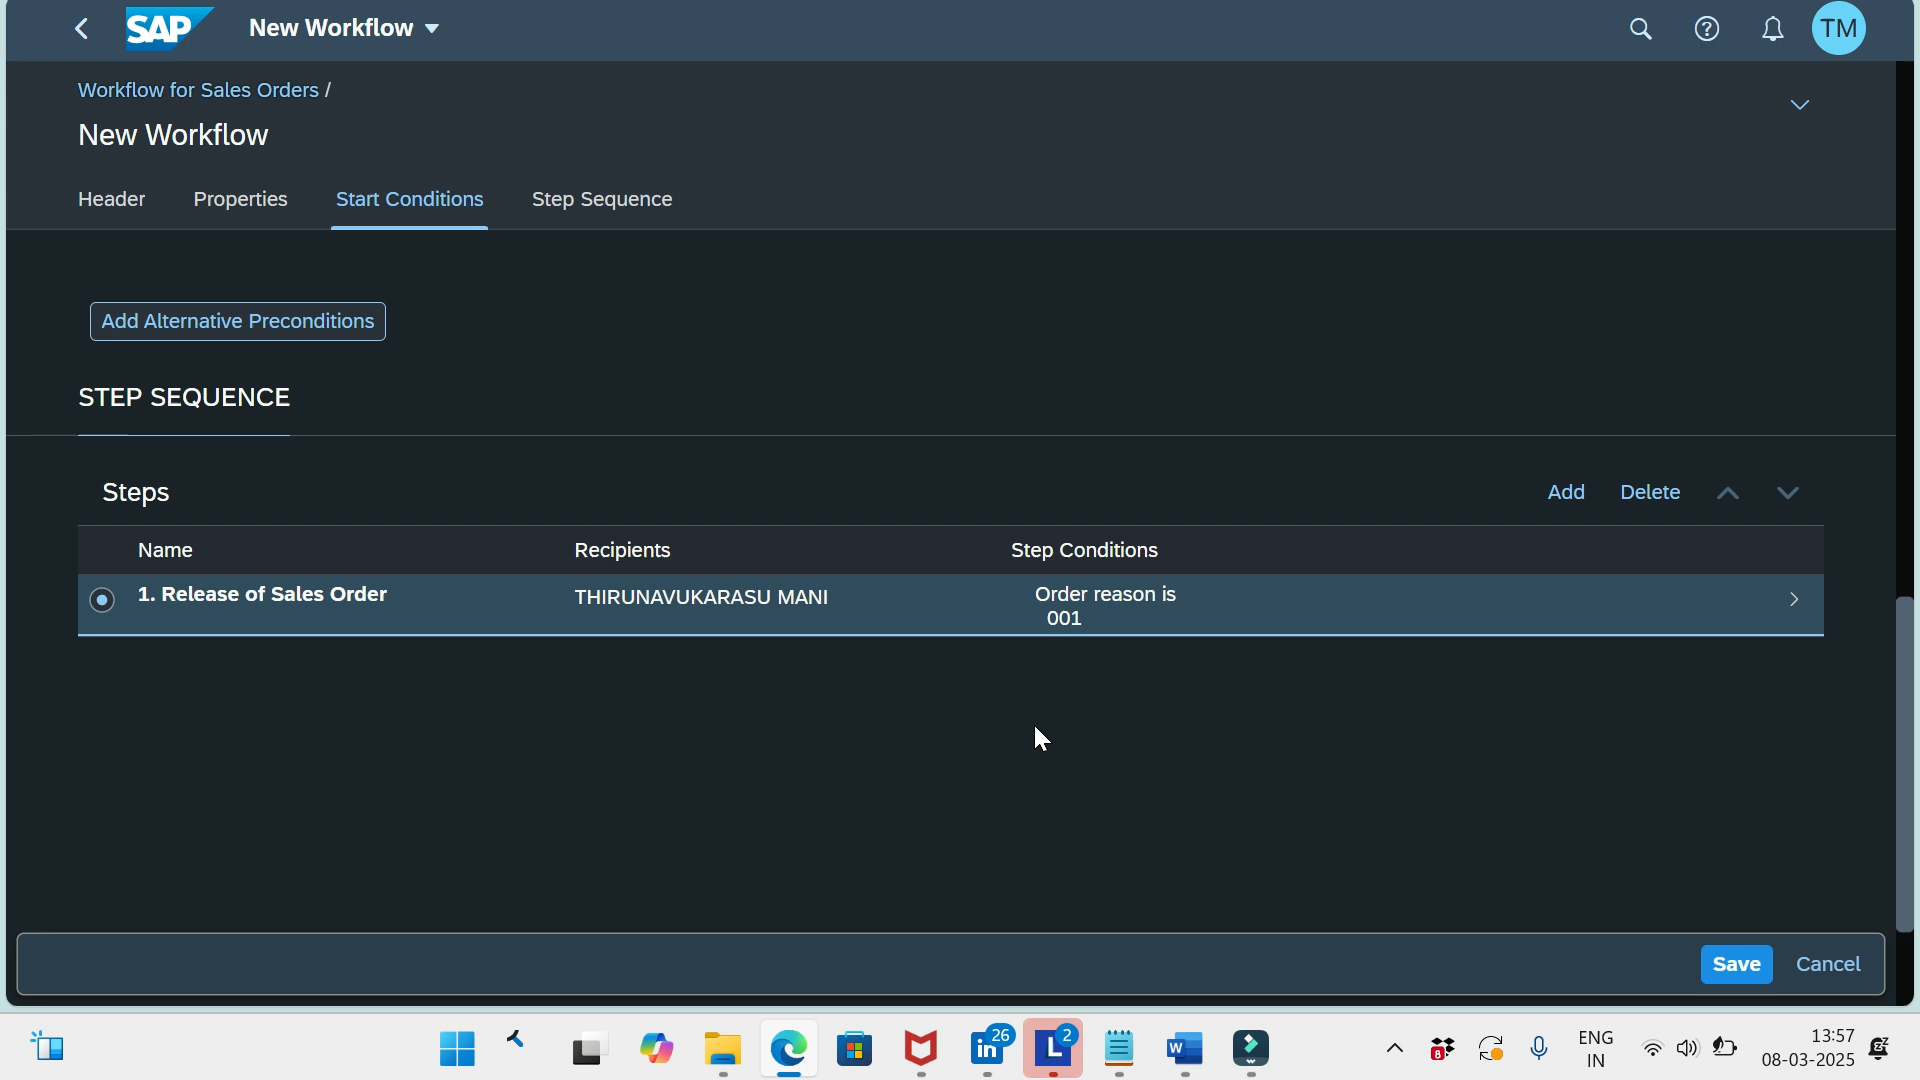 SAP New Workflow
TM
Workflow for Sales Orders /
New Workflow
Header Properties Start Conditions Step Sequence
Add Alternative Preconditions
STEP SEQUENCE
Steps
Add Delete
Name Recipients Step Conditions
1. Release of Sales Order THIRUNAVUKARASU MANI Order reason is
001
Save Cancel
26
in
2
L
W
8
ENG
IN
13:57
08-03-2025